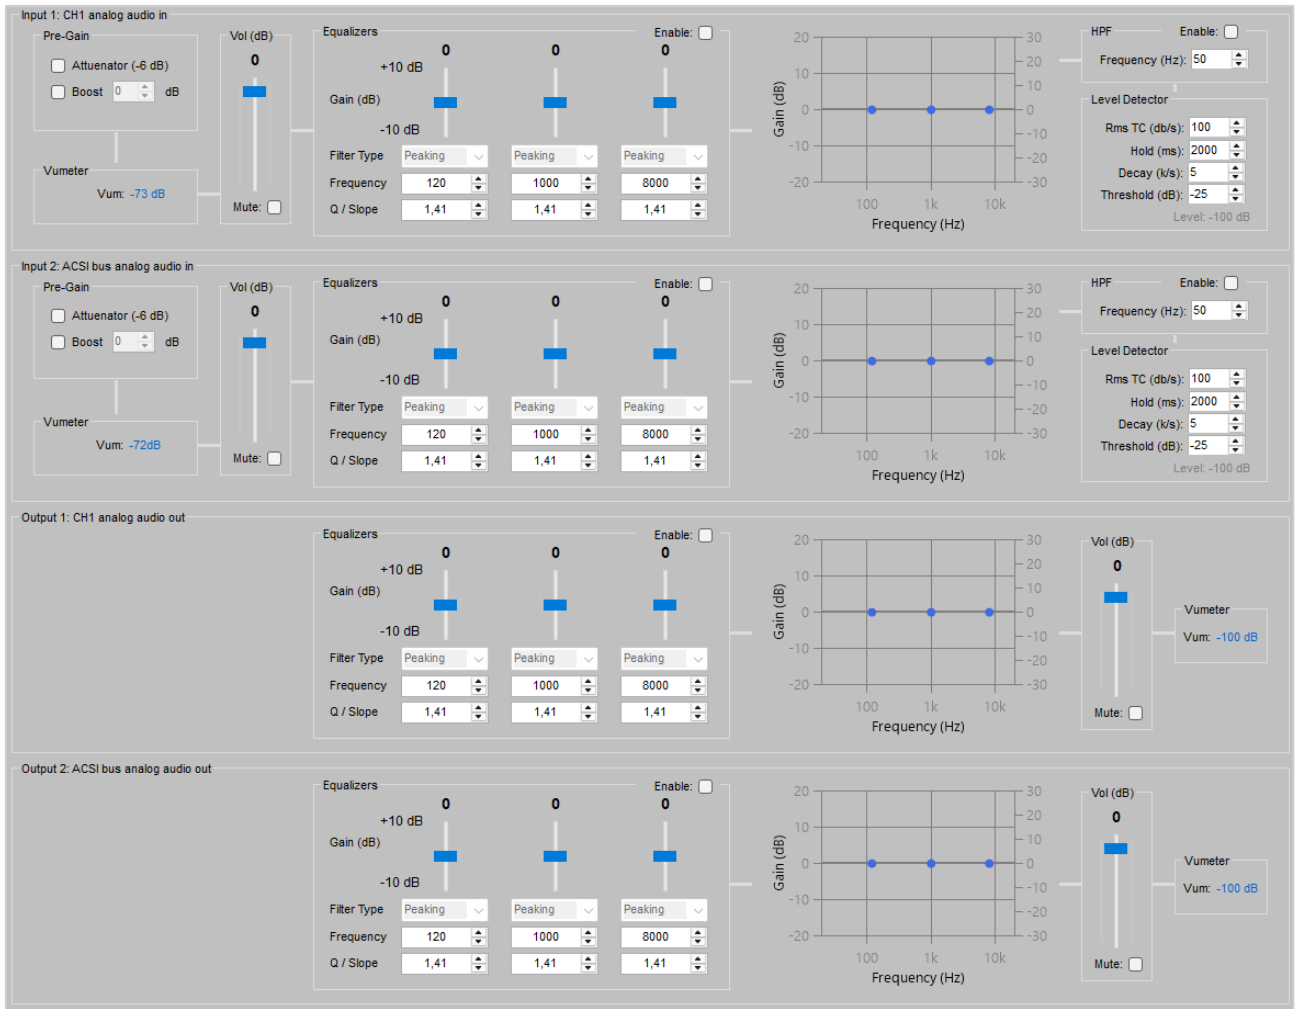 Input 1: CH1 analog audio in
Pre-Gain
Attuenator (-6 dB)
Boost 0 dB
Vumeter
Vum: -73 dB
Vol (dB)
0
Mute:
Equalizers
Enable:
0 0 0
+10 dB
Gain (dB)
-10 dB
Filter Type Peaking Peaking Peaking
Frequency 120 1000 8000
Q / Slope 1,41 1,41 1,41
20 30
20
10 10
Gain (dB)
0 0
-10
-10 -20
-20 -30
100 1k 10k
Frequency (Hz)
HPF
Enable:
Frequency (Hz): 50
Level Detector
Rms TC (db/s): 100
Hold (ms): 2000
Decay (k/s): 5
Threshold (dB): -25
Level: -100 dB
Input 2: ACSI bus analog audio in
Pre-Gain
Attuenator (-6 dB)
Boost 0 dB
Vumeter
Vum: -72dB
Vol (dB)
0
Mute:
Equalizers
Enable:
0 0 0
+10 dB
Gain (dB)
-10 dB
Filter Type Peaking Peaking Peaking
Frequency 120 1000 8000
Q / Slope 1,41 1,41 1,41
20 30
20
10 10
Gain (dB)
0 0
-10
-10 -20
-20 -30
100 1k 10k
Frequency (Hz)
HPF
Enable:
Frequency (Hz): 50
Level Detector
Rms TC (db/s): 100
Hold (ms): 2000
Decay (k/s): 5
Threshold (dB): -25
Level: -100 dB
Output 1: CH1 analog audio out
Equalizers
Enable:
0 0 0
+10 dB
Gain (dB)
-10 dB
Filter Type Peaking Peaking Peaking
Frequency 120 1000 8000
Q / Slope 1,41 1,41 1,41
20 30
20
10 10
Gain (dB)
0 0
-10
-10 -20
-20 -30
100 1k 10k
Frequency (Hz)
Vol (dB)
0
Mute:
Vumeter
Vum: -100 dB
Output 2: ACSI bus analog audio out
Equalizers
Enable:
0 0 0
+10 dB
Gain (dB)
-10 dB
Filter Type Peaking Peaking Peaking
Frequency 120 1000 8000
Q / Slope 1,41 1,41 1,41
20 30
20
10 10
Gain (dB)
0 0
-10
-10 -20
-20 -30
100 1k 10k
Frequency (Hz)
Vol (dB)
0
Mute:
Vumeter
Vum: -100 dB